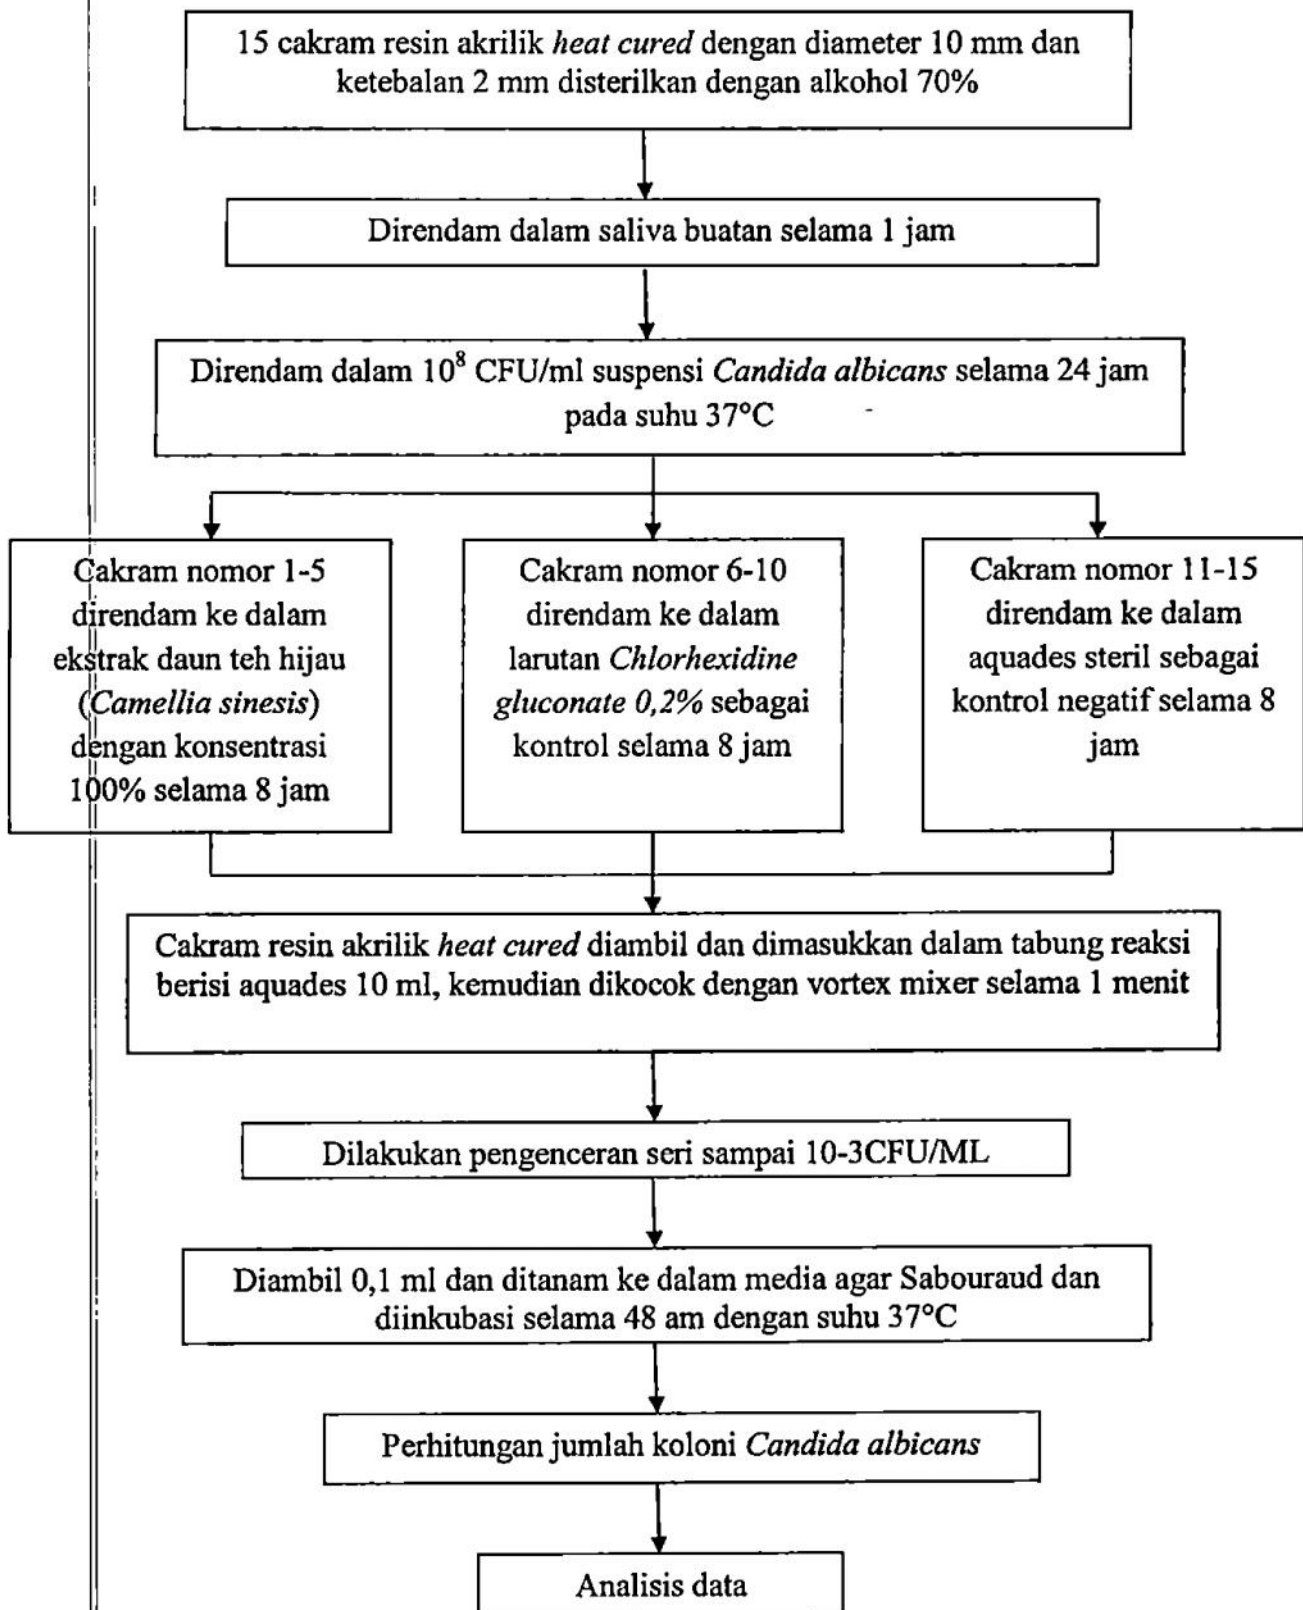 15 cakram resin akrilik heat cured dengan diameter 10 mm dan
ketebalan 2 mm disterilkan dengan alkohol 70%
Direndam dalam saliva buatan selama 1 jam
Direndam dalam 10⁸ CFU/ml suspensi Candida albicans selama 24 jam
pada suhu 37°C
Cakram nomor 1-5
direndam ke dalam
ekstrak daun teh hijau
(Camellia sinesis)
dengan konsentrasi
100% selama 8 jam
Cakram nomor 6-10
direndam ke dalam
larutan Chlorhexidine
gluconate 0,2% sebagai
kontrol selama 8 jam
Cakram nomor 11-15
direndam ke dalam
aquades steril sebagai
kontrol negatif selama 8
jam
Cakram resin akrilik heat cured diambil dan dimasukkan dalam tabung reaksi
berisi aquades 10 ml, kemudian dikocok dengan vortex mixer selama 1 menit
Dilakukan pengenceran seri sampai 10-3CFU/ML
Diambil 0,1 ml dan ditanam ke dalam media agar Sabouraud dan
diinkubasi selama 48 am dengan suhu 37°C
Perhitungan jumlah koloni Candida albicans
Analisis data